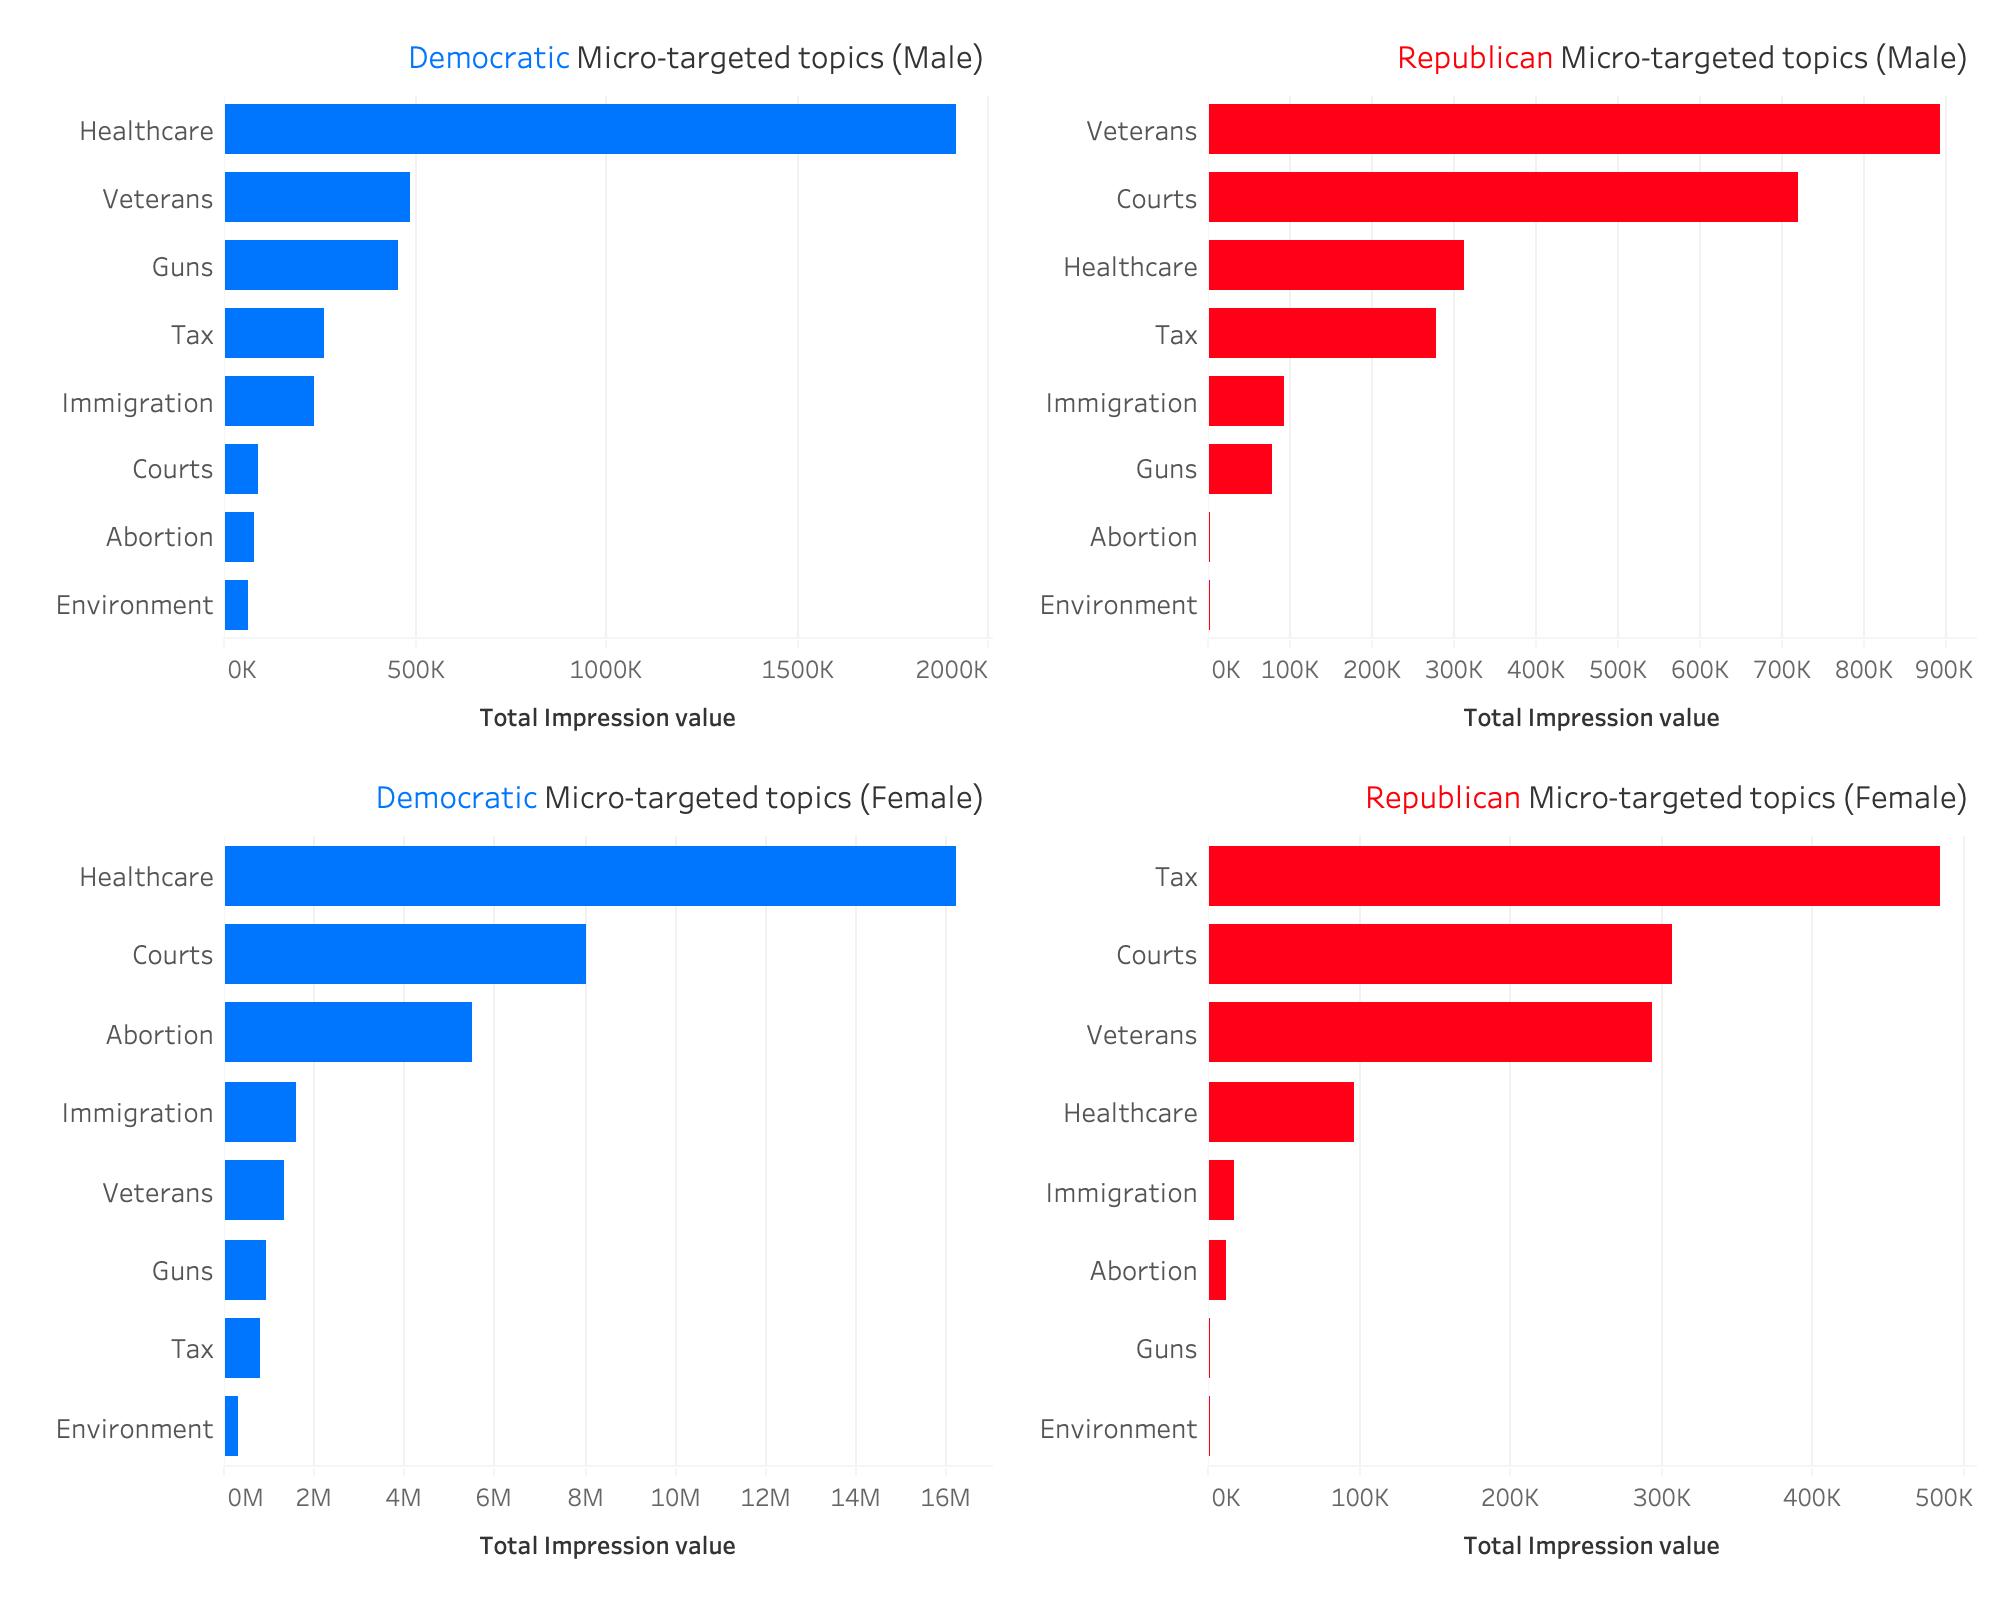 Democratic Micro-targeted topics (Male)
Healthcare
Veterans
Guns
Tax
Immigration
Courts
Abortion
Environment
0K 500K 1000K 1500K 2000K
Total Impression value
Republican Micro-targeted topics (Male)
Veterans
Courts
Healthcare
Tax
Immigration
Guns
Abortion
Environment
0K 100K 200K 300K 400K 500K 600K 700K 800K 900K
Total Impression value
Democratic Micro-targeted topics (Female)
Healthcare
Courts
Abortion
Immigration
Veterans
Guns
Tax
Environment
0M 2M 4M 6M 8M 10M 12M 14M 16M
Total Impression value
Republican Micro-targeted topics (Female)
Tax
Courts
Veterans
Healthcare
Immigration
Abortion
Guns
Environment
0K 100K 200K 300K 400K 500K
Total Impression value